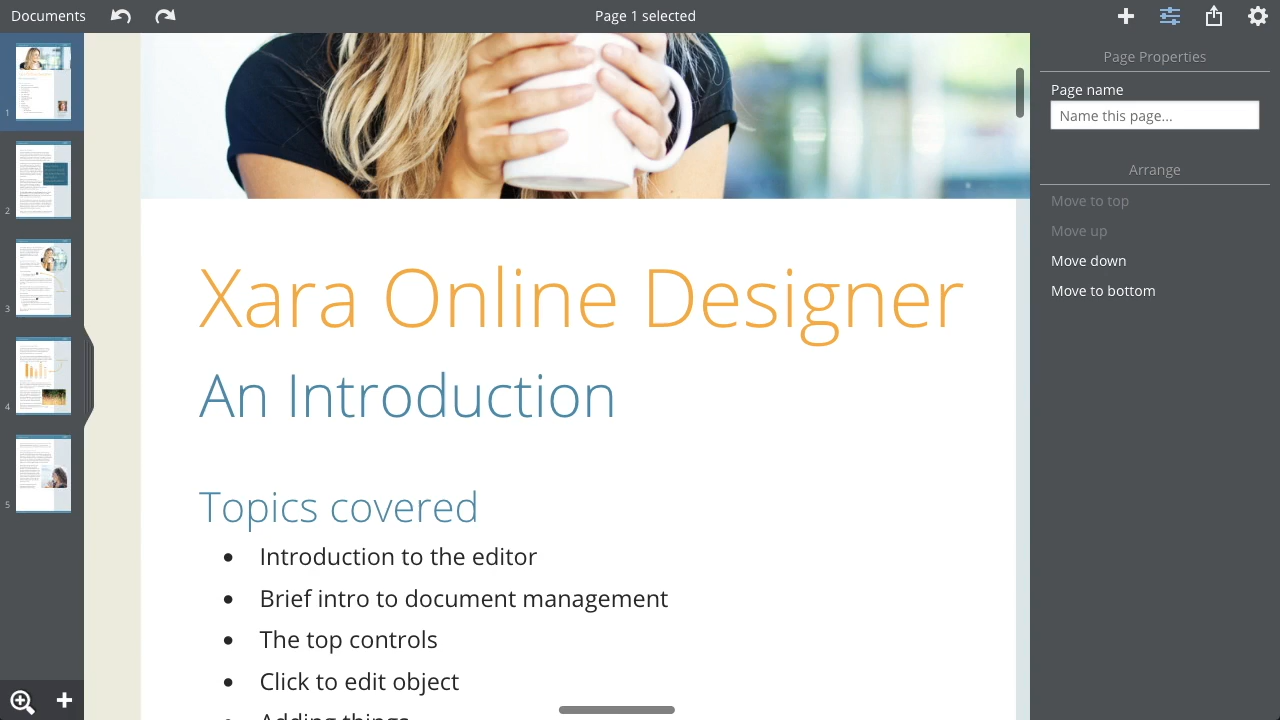 Documents
Page 1 selected
1
2
3
4
5
Xara Online Designer
An Introduction
Topics covered
• Introduction to the editor
• Brief intro to document management
• The top controls
• Click to edit object
• Adding things
Page Properties
Page name
Name this page...
Arrange
Move to top
Move up
Move down
Move to bottom